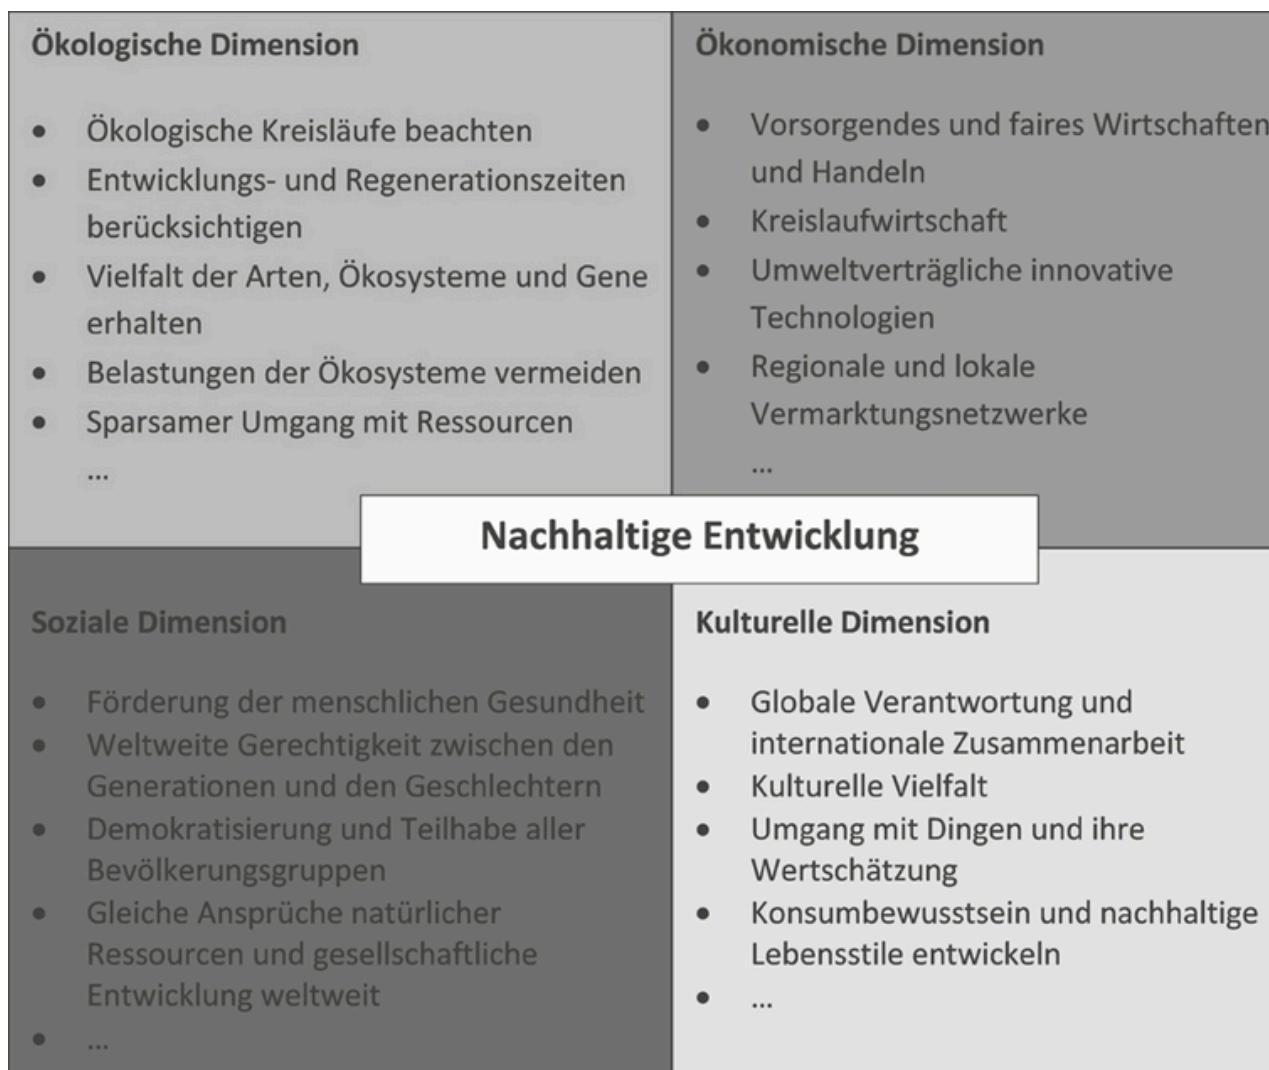 Ökologische Dimension
• Ökologische Kreisläufe beachten
• Entwicklungs- und Regenerationszeiten
berücksichtigen
• Vielfalt der Arten, Ökosysteme und Gene
erhalten
• Belastungen der Ökosysteme vermeiden
• Sparsamer Umgang mit Ressourcen
...
Ökonomische Dimension
• Vorsorgendes und faires Wirtschaften
und Handeln
• Kreislaufwirtschaft
• Umweltverträgliche innovative
Technologien
• Regionale und lokale
Vermarktungsnetzwerke
...
Nachhaltige Entwicklung
Soziale Dimension
• Förderung der menschlichen Gesundheit
• Weltweite Gerechtigkeit zwischen den
Generationen und den Geschlechtern
• Demokratisierung und Teilhabe aller
Bevölkerungsgruppen
• Gleiche Ansprüche natürlicher
Ressourcen und gesellschaftliche
Entwicklung weltweit
• ...
Kulturelle Dimension
• Globale Verantwortung und
internationale Zusammenarbeit
• Kulturelle Vielfalt
• Umgang mit Dingen und ihre
Wertschätzung
• Konsumbewusstsein und nachhaltige
Lebensstile entwickeln
• ...